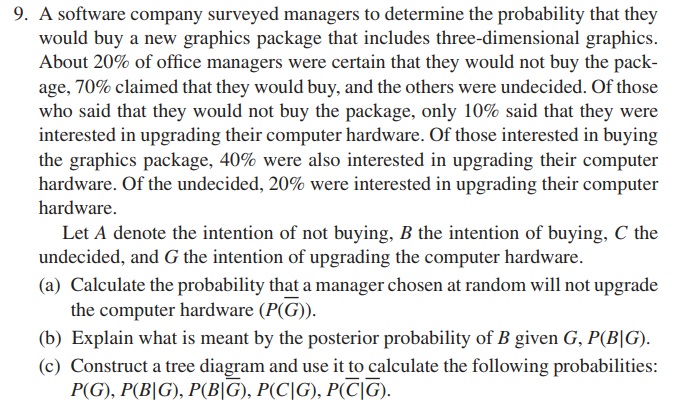 9. A software company surveyed managers to determine the probability that they
would buy a new graphics package that includes three-dimensional graphics.
About 20% of office managers were certain that they would not buy the pack-
age, 70% claimed that they would buy, and the others were undecided. Of those
who said that they would not buy the package, only 10% said that they were
interested in upgrading their computer hardware. Of those interested in buying
the graphics package, 40% were also interested in upgrading their computer
hardware. Of the undecided, 20% were interested in upgrading their computer
hardware.
Let A denote the intention of not buying, B the intention of buying, C the
undecided, and G the intention of upgrading the computer hardware.
(a) Calculate the probability that a manager chosen at random will not upgrade
the computer hardware (P(G̅)).
(b) Explain what is meant by the posterior probability of B given G, P(B|G).
(c) Construct a tree diagram and use it to calculate the following probabilities:
P(G), P(B|G), P(B|G̅), P(C|G), P(C̅|G̅).